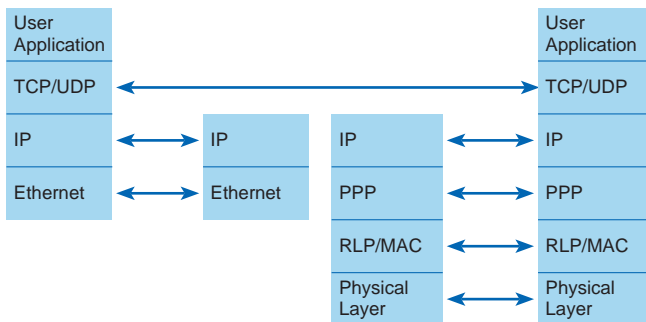 User
Application
TCP/UDP
IP
Ethernet
IP
Ethernet
IP
PPP
RLP/MAC
Physical
Layer
User
Application
TCP/UDP
IP
PPP
RLP/MAC
Physical
Layer